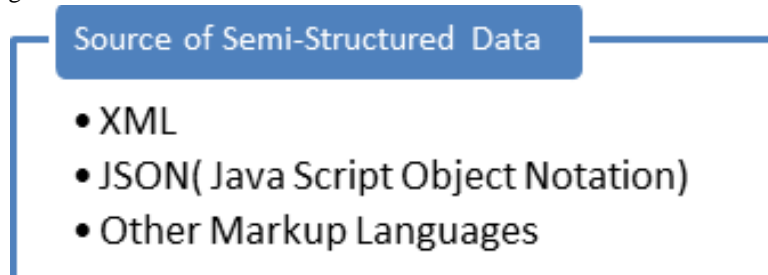 Source of Semi-Structured Data
• XML
• JSON( Java Script Object Notation)
• Other Markup Languages